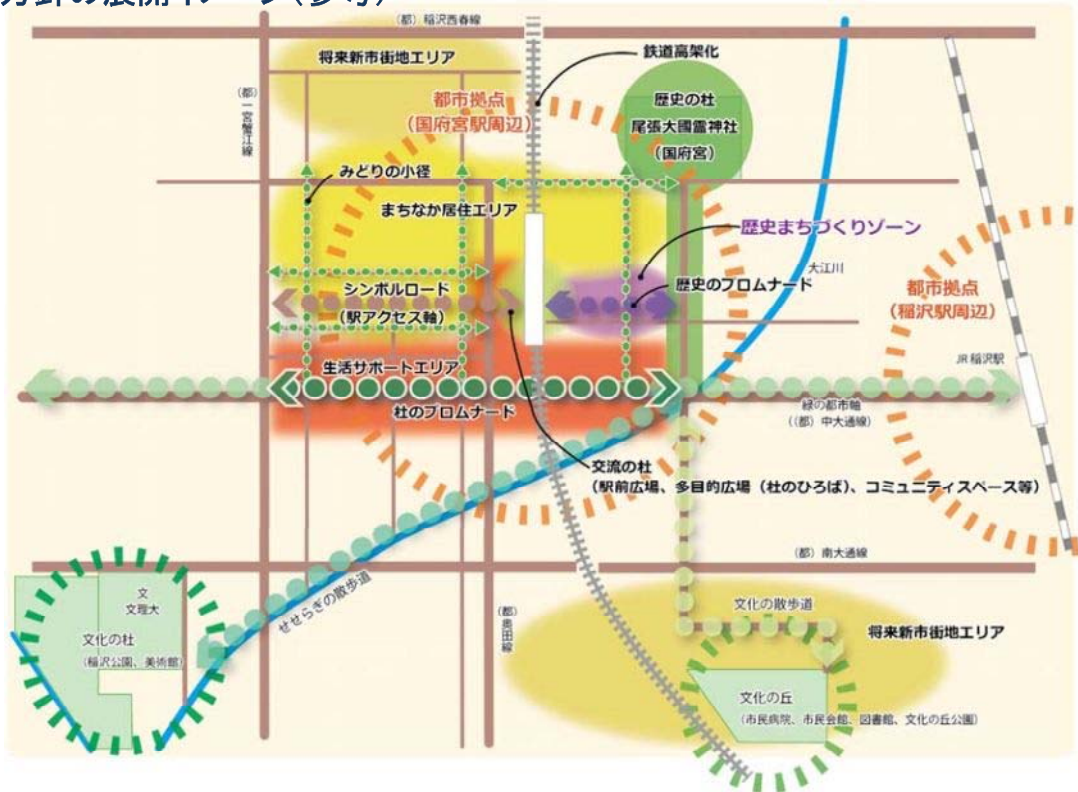 方針の展開イメージ（参考）
（都）稲沢西春線
将来新市街地エリア
鉄道高架化
（都）一宮蟹江線
都市拠点
（国府宮駅周辺）
歴史の杜
尾張大國霊神社
（国府宮）
みどりの小径
まちなか居住エリア
歴史まちづくりゾーン
大江川
シンボルロード
（駅アクセス軸）
歴史のプロムナード
都市拠点
（稲沢駅周辺）
生活サポートエリア
JR稲沢駅
杜のプロムナード
緑の都市軸
（（都）中大通線）
交流の杜
（駅前広場、多目的広場（杜のひろば）、コミュニティスペース等）
（都）南大通線
文
文理大
文化の杜
（稲沢公園、美術館）
せせらぎの散歩道
（都）奥田線
文化の散歩道
将来新市街地エリア
文化の丘
（市民病院、市民会館、図書館、文化の丘公園）